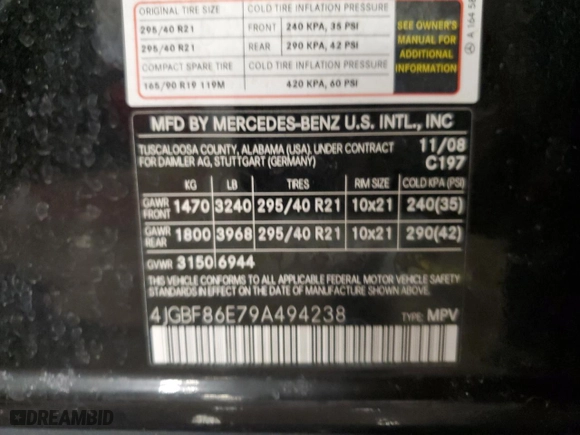 ORIGINAL TIRE SIZE COLD TIRE INFLATION PRESSURE
295/40 R21 FRONT 240 KPA, 35 PSI
295/40 R21 REAR 290 KPA, 42 PSI
COMPACT SPARE TIRE COLD TIRE INFLATION PRESSURE
165/90 R19 119M 420 KPA, 60 PSI
SEE OWNER'S
MANUAL FOR
ADDITIONAL
INFORMATION
A 164 58
MFD BY MERCEDES-BENZ U.S. INTL., INC
TUSCALOOSA COUNTY, ALABAMA (USA). UNDER CONTRACT 11/08
FOR DAIMLER AG, STUTTGART (GERMANY) C197
KG LB TIRES RIM SIZE COLD KPA (PSI)
GAWR FRONT 1470 3240 295/40 R21 10x21 240(35)
GAWR REAR 1800 3968 295/40 R21 10x21 290(42)
GVWR 3150 6944
THIS VEHICLE CONFORMS TO ALL APPLICABLE FEDERAL MOTOR VEHICLE SAFETY
STANDARDS IN EFFECT ON THE DATE OF MANUFACTURE SHOWN ABOVE.
4JGBF86E79A494238 TYPE: MPV
DREAMBID